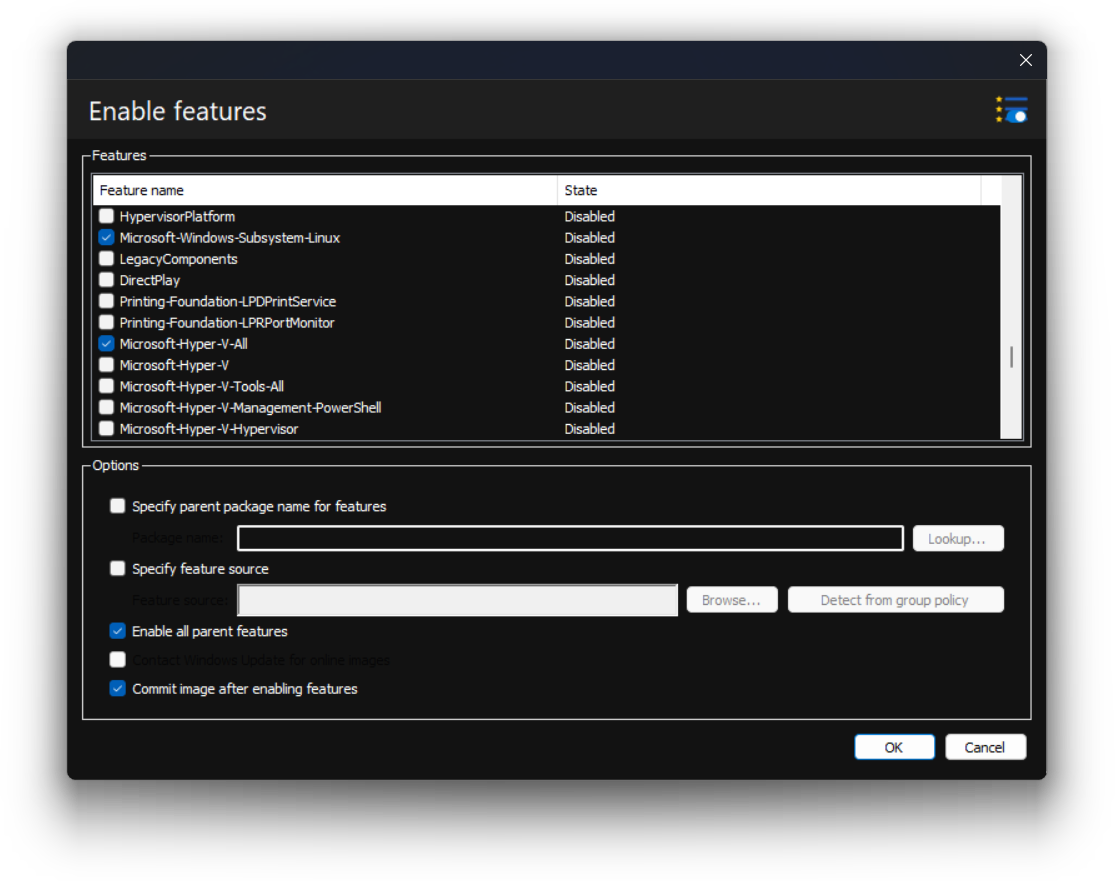 Enable features
Features
Feature name State
HypervisorPlatform Disabled
Microsoft-Windows-Subsystem-Linux Disabled
LegacyComponents Disabled
DirectPlay Disabled
Printing-Foundation-LPDPrintService Disabled
Printing-Foundation-LPRPortMonitor Disabled
Microsoft-Hyper-V-All Disabled
Microsoft-Hyper-V Disabled
Microsoft-Hyper-V-Tools-All Disabled
Microsoft-Hyper-V-Management-PowerShell Disabled
Microsoft-Hyper-V-Hypervisor Disabled
Options
Specify parent package name for features
Package name: Lookup...
Specify feature source
Feature source: Browse... Detect from group policy
Enable all parent features
Contact Windows Update for online images
Commit image after enabling features
OK Cancel